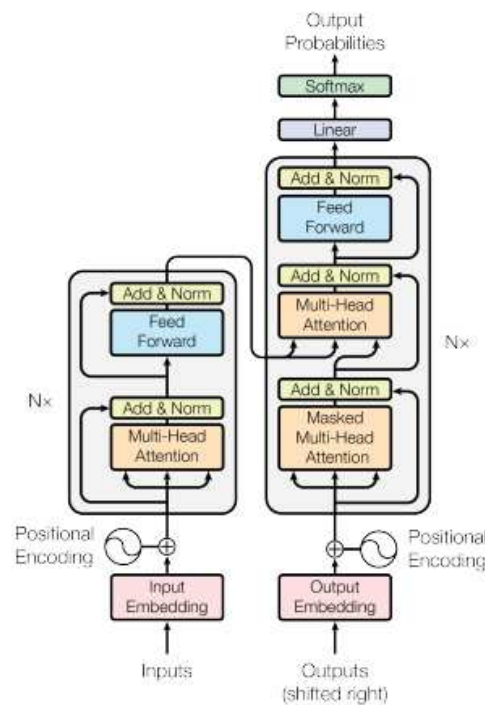 Output
Probabilities
Softmax
Linear
Add & Norm
Feed
Forward
Add & Norm
Multi-Head
Attention
Add & Norm
Masked
Multi-Head
Attention
Nx
Add & Norm
Feed
Forward
Add & Norm
Multi-Head
Attention
Nx
Positional
Encoding
Positional
Encoding
Input
Embedding
Output
Embedding
Inputs
Outputs
(shifted right)